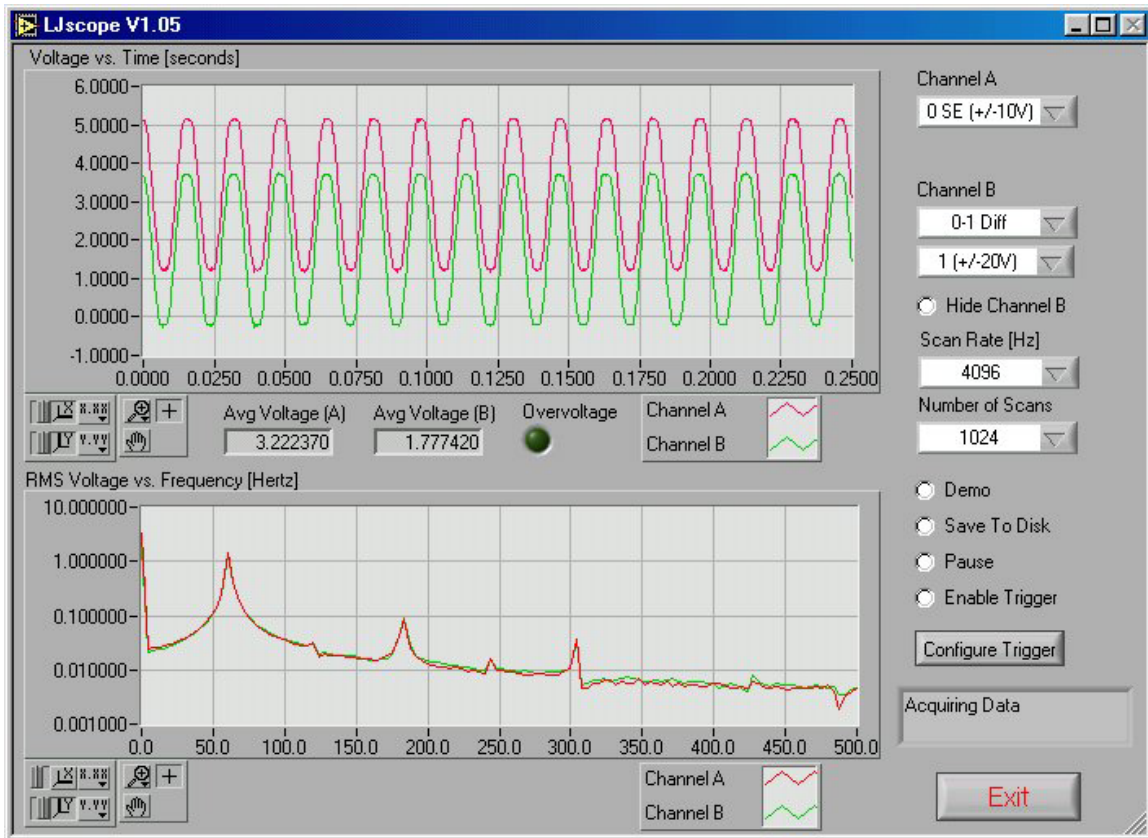 LJscope V1.05
Voltage vs. Time [seconds]
6.0000
5.0000
4.0000
3.0000
2.0000
1.0000
0.0000
-1.0000
0.0000 0.0250 0.0500 0.0750 0.1000 0.1250 0.1500 0.1750 0.2000 0.2250 0.2500
Avg Voltage (A)
3.222370
Avg Voltage (B)
1.777420
Overvoltage
Channel A
Channel B
RMS Voltage vs. Frequency [Hertz]
10.000000
1.000000
0.100000
0.010000
0.001000
0.0 50.0 100.0 150.0 200.0 250.0 300.0 350.0 400.0 450.0 500.0
Channel A
Channel B
Channel A
0 SE (+/-10V)
Channel B
0-1 Diff
1 (+/-20V)
Hide Channel B
Scan Rate [Hz]
4096
Number of Scans
1024
Demo
Save To Disk
Pause
Enable Trigger
Configure Trigger
Acquiring Data
Exit